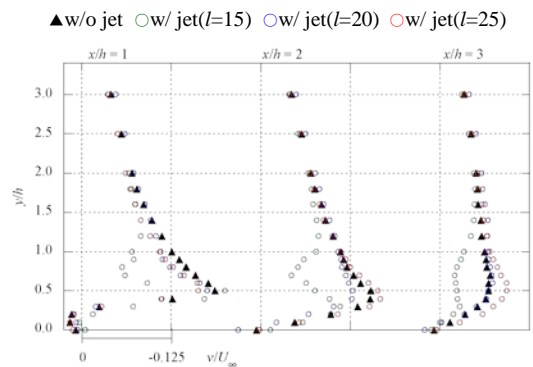 ▲w/o jet ○w/ jet(l=15) ○w/ jet(l=20) ○w/ jet(l=25)
x/h = 1 x/h = 2 x/h = 3
3.0
2.5
2.0
1.5
1.0
0.5
0.0
y/h
0 -0.125 v/U∞